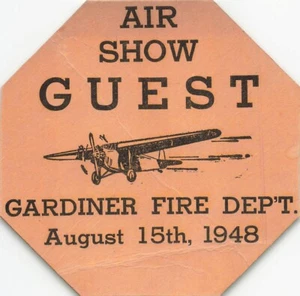 AIR
SHOW
GUEST
GARDINER FIRE DEP'T.
August 15th, 1948